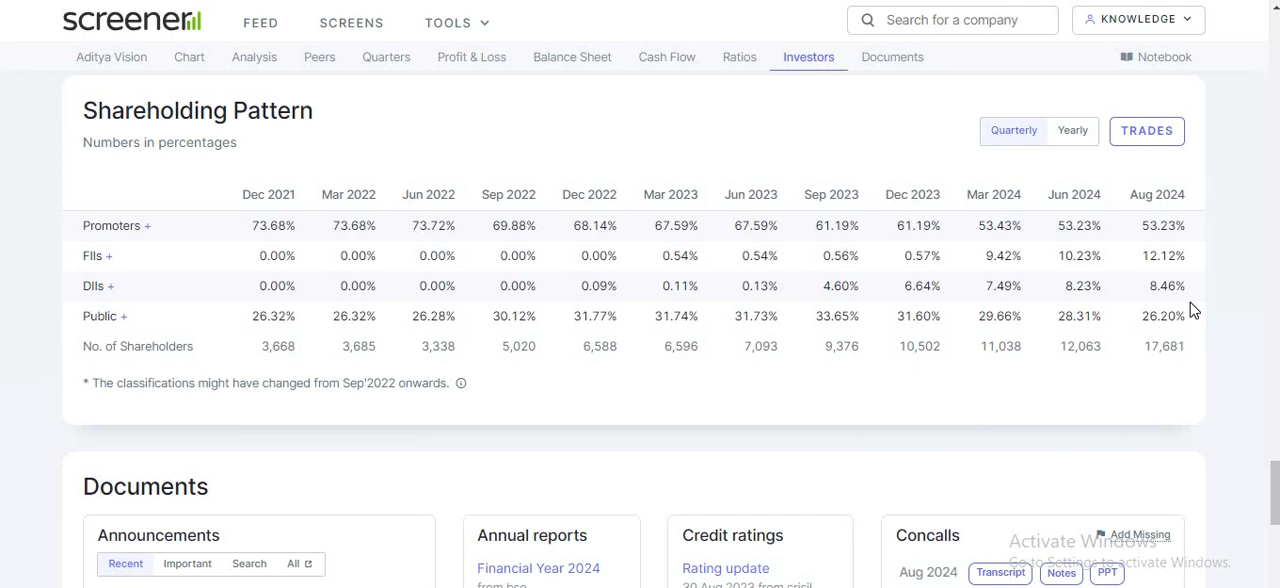 screener FEED SCREENS TOOLS Search for a company KNOWLEDGE
Aditya Vision Chart Analysis Peers Quarters Profit & Loss Balance Sheet Cash Flow Ratios Investors Documents Notebook
Shareholding Pattern
Numbers in percentages
Quarterly Yearly TRADES
Dec 2021 Mar 2022 Jun 2022 Sep 2022 Dec 2022 Mar 2023 Jun 2023 Sep 2023 Dec 2023 Mar 2024 Jun 2024 Aug 2024
Promoters + 73.68% 73.68% 73.72% 69.88% 68.14% 67.59% 67.59% 61.19% 61.19% 53.43% 53.23% 53.23%
FIIs + 0.00% 0.00% 0.00% 0.00% 0.00% 0.54% 0.54% 0.56% 0.57% 9.42% 10.23% 12.12%
DIIs + 0.00% 0.00% 0.00% 0.00% 0.09% 0.11% 0.13% 4.60% 6.64% 7.49% 8.23% 8.46%
Public + 26.32% 26.32% 26.28% 30.12% 31.77% 31.74% 31.73% 33.65% 31.60% 29.66% 28.31% 26.20%
No. of Shareholders 3,668 3,685 3,338 5,020 6,588 6,596 7,093 9,376 10,502 11,038 12,063 17,681
* The classifications might have changed from Sep'2022 onwards.
Documents
Announcements
Recent Important Search All
Annual reports
Financial Year 2024
from bse
Credit ratings
Rating update
30 Aug 2023 from crisil
Concalls Add Missing
Aug 2024 Transcript Notes PPT
Activate Windows
Go to Settings to activate Windows.